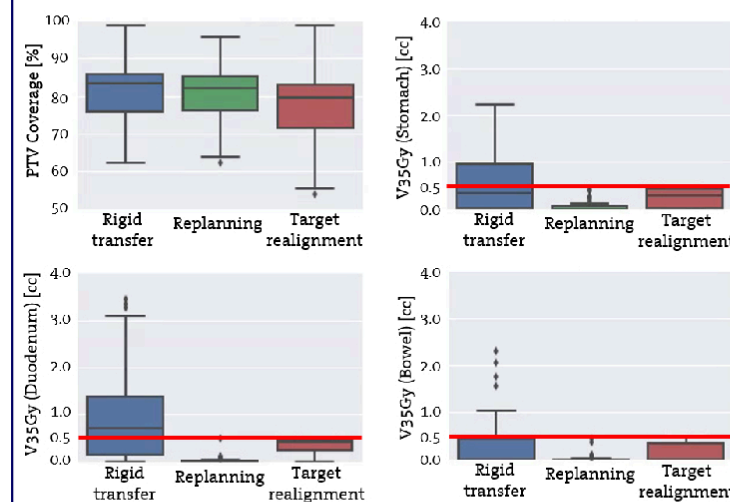 PTV Coverage [%]
100
90
80
70
60
50
Rigid transfer
Replanning
Target realignment
V35Gy (Stomach) [cc]
4.0
3.0
2.0
1.0
0.5
0.0
Rigid transfer
Replanning
Target realignment
V35Gy (Duodenum) [cc]
4.0
3.0
2.0
1.0
0.5
0.0
Rigid transfer
Replanning
Target realignment
V35Gy (Bowel) [cc]
4.0
3.0
2.0
1.0
0.5
0.0
Rigid transfer
Replanning
Target realignment